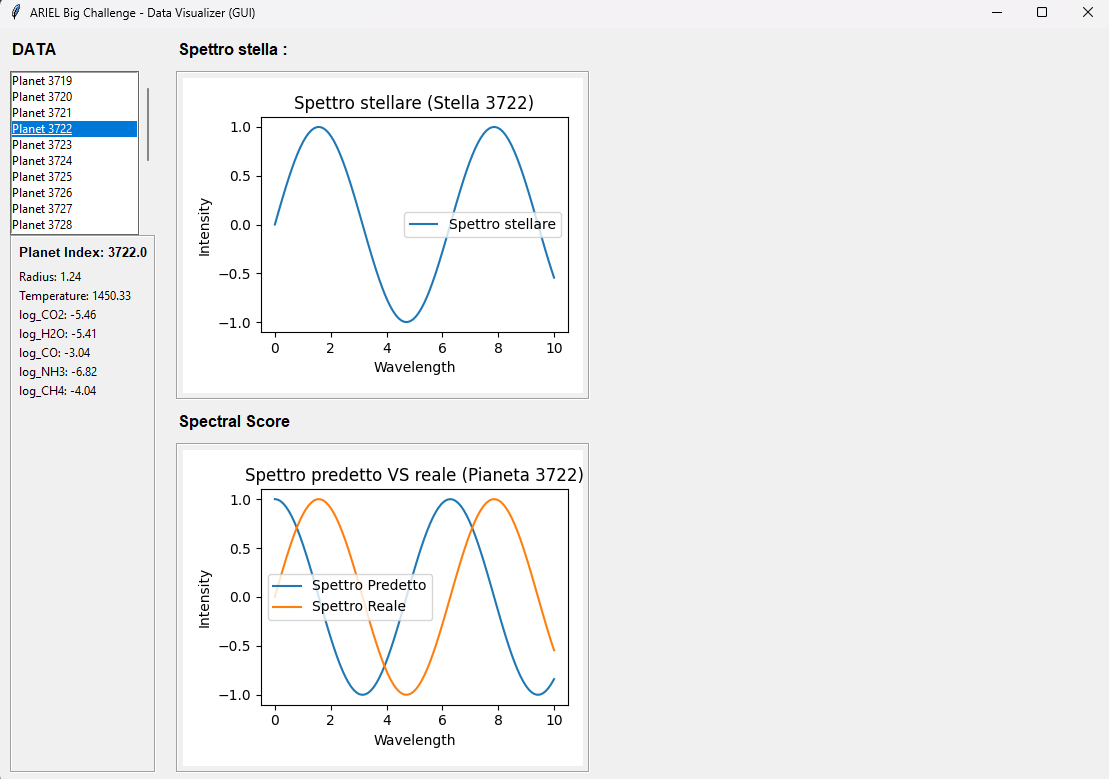 ARIEL Big Challenge - Data Visualizer (GUI)
DATA
Planet 3719
Planet 3720
Planet 3721
Planet 3722
Planet 3723
Planet 3724
Planet 3725
Planet 3726
Planet 3727
Planet 3728
Planet Index: 3722.0
Radius: 1.24
Temperature: 1450.33
log_CO2: -5.46
log_H2O: -5.41
log_CO: -3.04
log_NH3: -6.82
log_CH4: -4.04
Spettro stella :
Spettro stellare (Stella 3722)
1.0
0.5
0.0
−0.5
−1.0
Intensity
Spettro stellare
0 2 4 6 8 10
Wavelength
Spectral Score
Spettro predetto VS reale (Pianeta 3722)
1.0
0.5
0.0
−0.5
−1.0
Intensity
Spettro Predetto
Spettro Reale
0 2 4 6 8 10
Wavelength